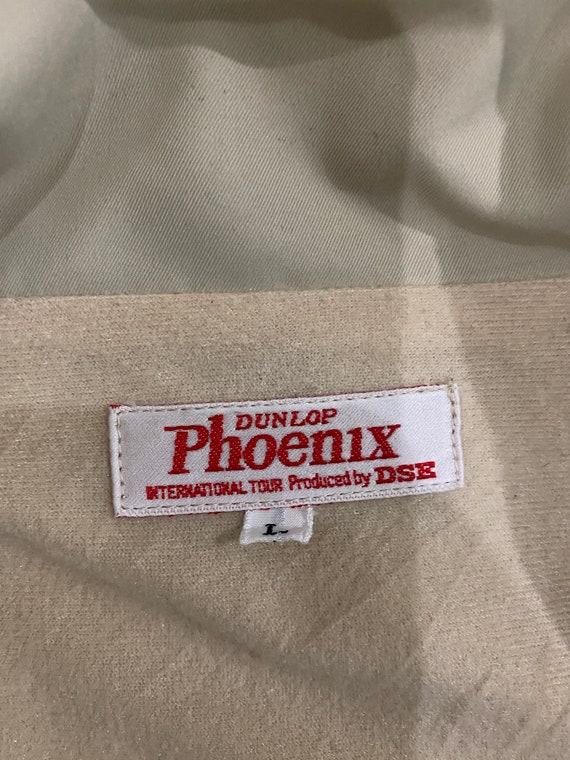 DUNLOP
Phoenix
INTERNATIONAL TOUR Produced by DSE
L